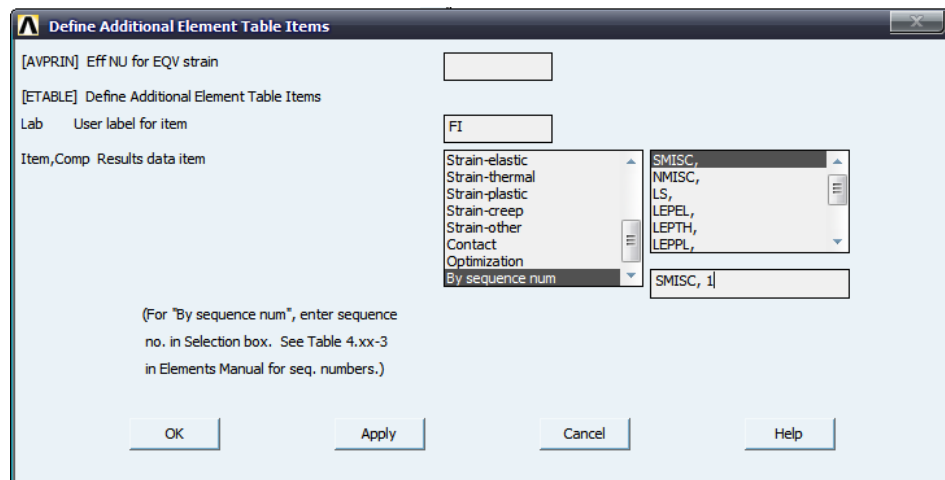 Define Additional Element Table Items
[AVPRIN] Eff NU for EQV strain
[ETABLE] Define Additional Element Table Items
Lab User label for item
FI
Item,Comp Results data item
Strain-elastic
Strain-thermal
Strain-plastic
Strain-creep
Strain-other
Contact
Optimization
By sequence num
SMISC,
NMISC,
LS,
LEPEL,
LEPTH,
LEPPL,
SMISC, 1
(For "By sequence num", enter sequence
no. in Selection box. See Table 4.xx-3
in Elements Manual for seq. numbers.)
OK Apply Cancel Help